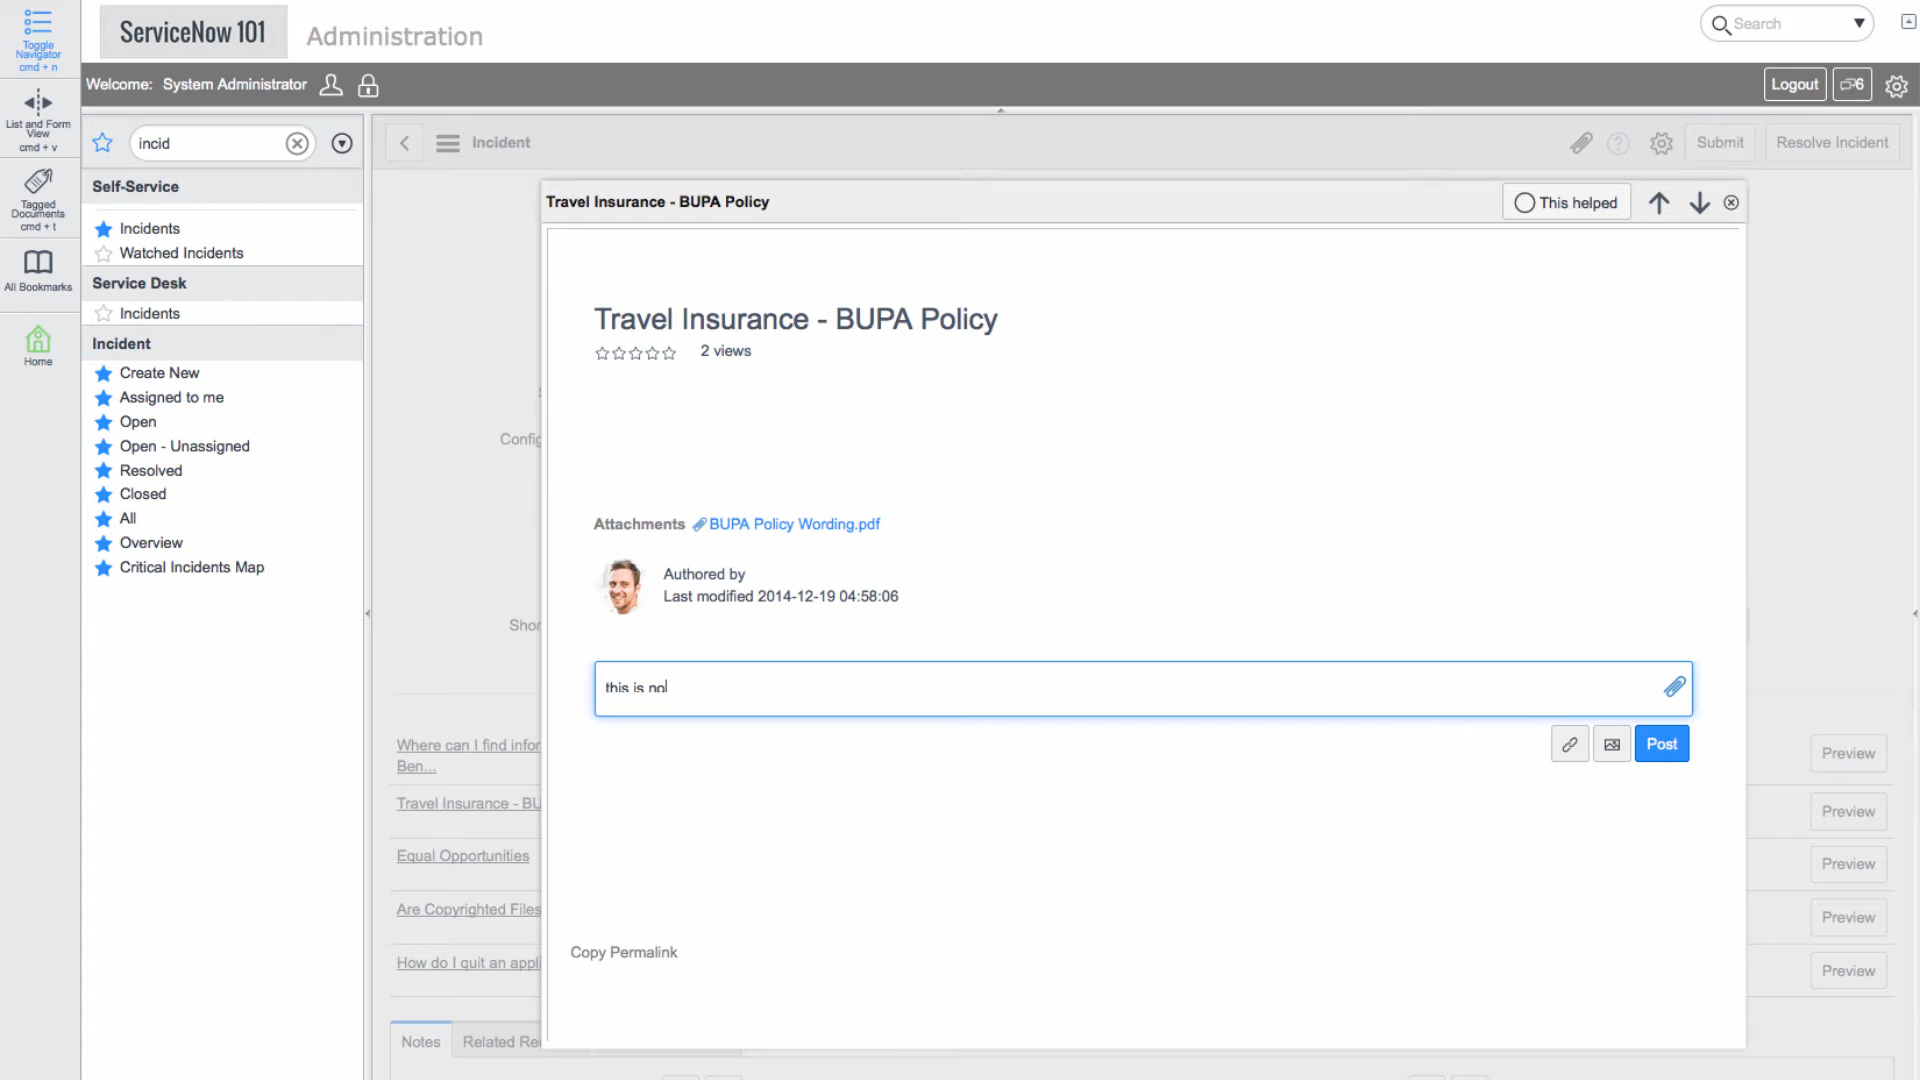 Toggle
Navigator
cmd + n
ServiceNow 101
Administration
Search
Welcome: System Administrator
Logout
6
List and Form
View
cmd + v
incid
Incident
Submit
Resolve Incident
Tagged
Documents
cmd + t
Self-Service
Incidents
Watched Incidents
All Bookmarks
Service Desk
Incidents
Home
Incident
Create New
Assigned to me
Open
Open - Unassigned
Resolved
Closed
All
Overview
Critical Incidents Map
Travel Insurance - BUPA Policy
This helped
Travel Insurance - BUPA Policy
2 views
Config
Attachments BUPA Policy Wording.pdf
Authored by
Last modified 2014-12-19 04:58:06
Shor
this is no
Post
Where can I find infor
Ben...
Preview
Travel Insurance - BU
Preview
Equal Opportunities
Preview
Are Copyrighted Files
Preview
Copy Permalink
How do I quit an appli
Preview
Notes
Related Re